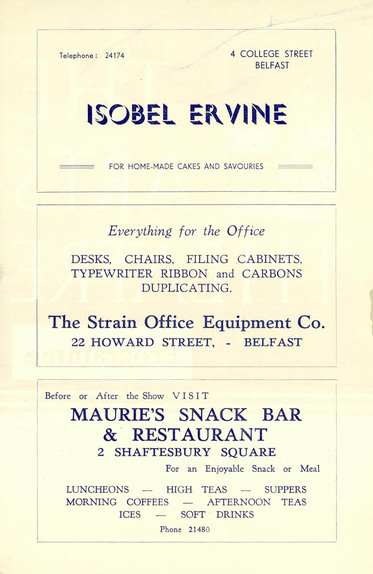 Telephone: 24174
4 COLLEGE STREET
BELFAST
ISOBEL ERVINE
FOR HOME-MADE CAKES AND SAVOURIES
Everything for the Office
DESKS, CHAIRS, FILING CABINETS,
TYPEWRITER RIBBON and CARBONS
DUPLICATING.
The Strain Office Equipment Co.
22 HOWARD STREET, - BELFAST
Before or After the Show VISIT
MAURIE'S SNACK BAR
& RESTAURANT
2 SHAFTESBURY SQUARE
For an Enjoyable Snack or Meal
LUNCHEONS — HIGH TEAS — SUPPERS
MORNING COFFEES — AFTERNOON TEAS
ICES — SOFT DRINKS
Phone 21480